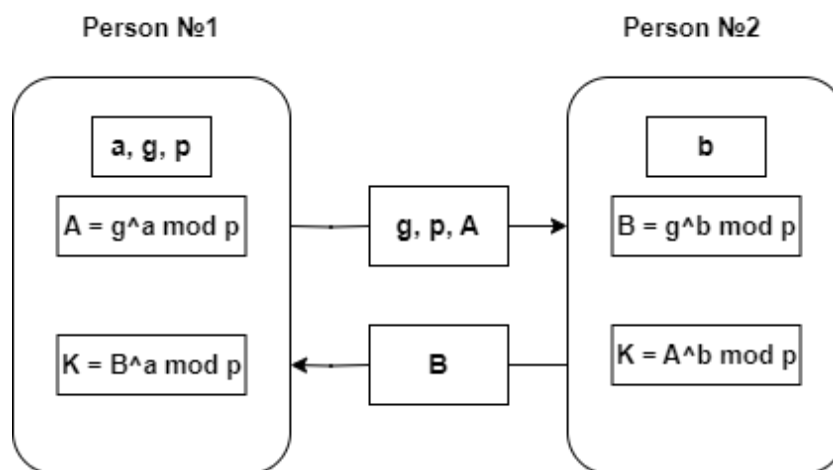 Person №1
Person №2
a, g, p
b
A = g^a mod p
g, p, A
B = g^b mod p
K = B^a mod p
B
K = A^b mod p